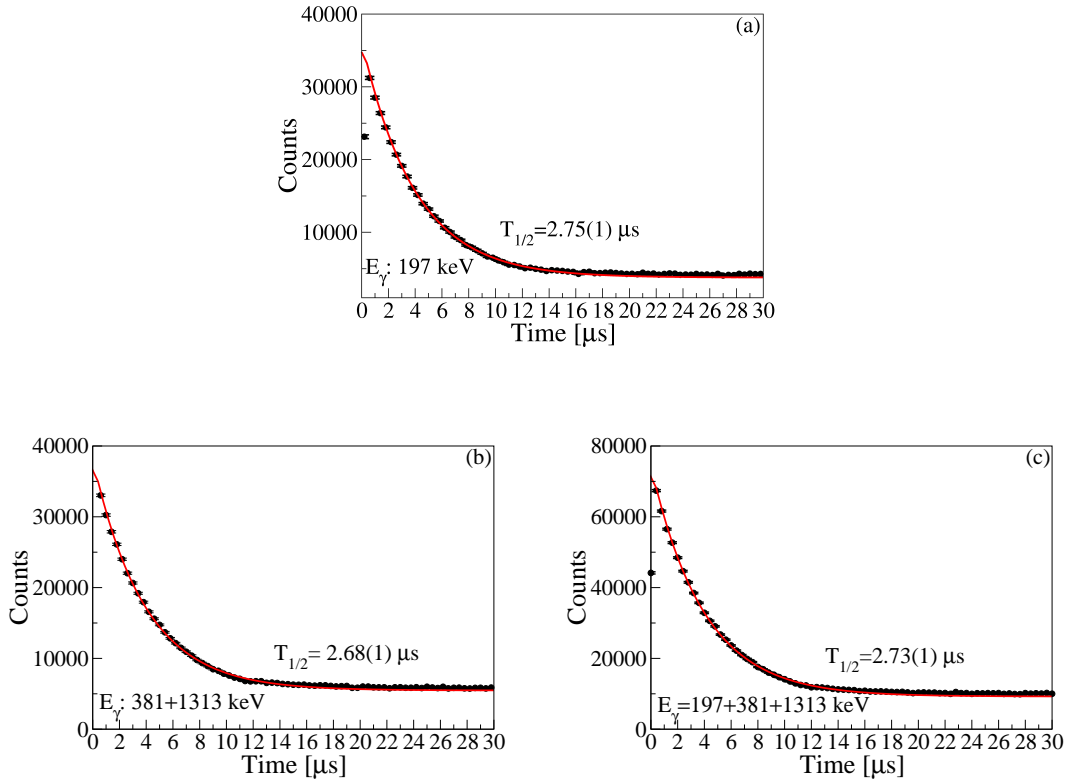 (a)
40000
30000
20000
10000
Counts
T1/2=2.75(1) μs
Eγ: 197 keV
0 2 4 6 8 10 12 14 16 18 20 22 24 26 28 30
Time [μs]
(b)
40000
30000
20000
10000
0
Counts
T1/2= 2.68(1) μs
Eγ: 381+1313 keV
0 2 4 6 8 10 12 14 16 18 20 22 24 26 28 30
Time [μs]
(c)
80000
60000
40000
20000
0
Counts
T1/2=2.73(1) μs
Eγ=197+381+1313 keV
0 2 4 6 8 10 12 14 16 18 20 22 24 26 28 30
Time [μs]